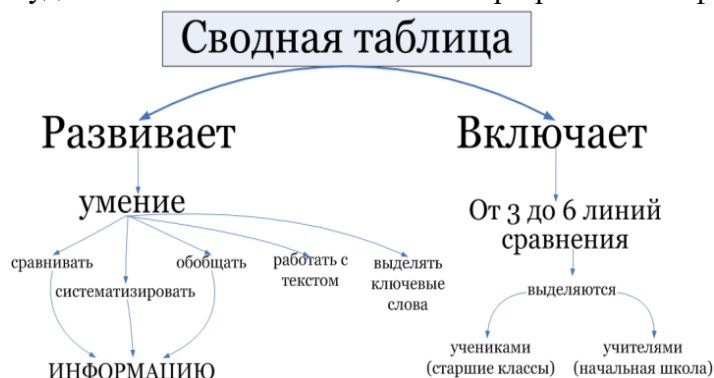 Сводная таблица
Развивает
Включает
умение
От 3 до 6 линий
сравнения
сравнивать
обобщать
работать с
текстом
выделять
ключевые
слова
систематизировать
выделяются
ИНФОРМАЦИЮ
учениками
(старшие классы)
учителями
(начальная школа)